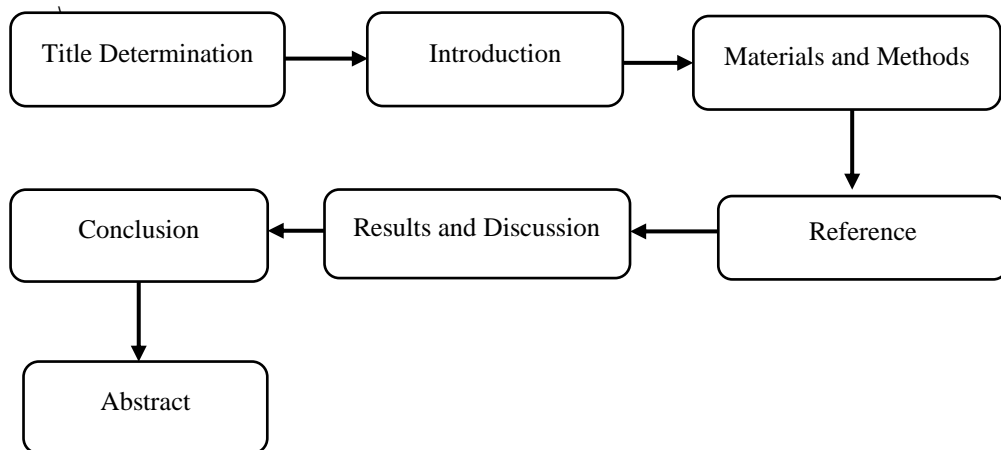 Title Determination
Introduction
Materials and Methods
Conclusion
Results and Discussion
Reference
Abstract